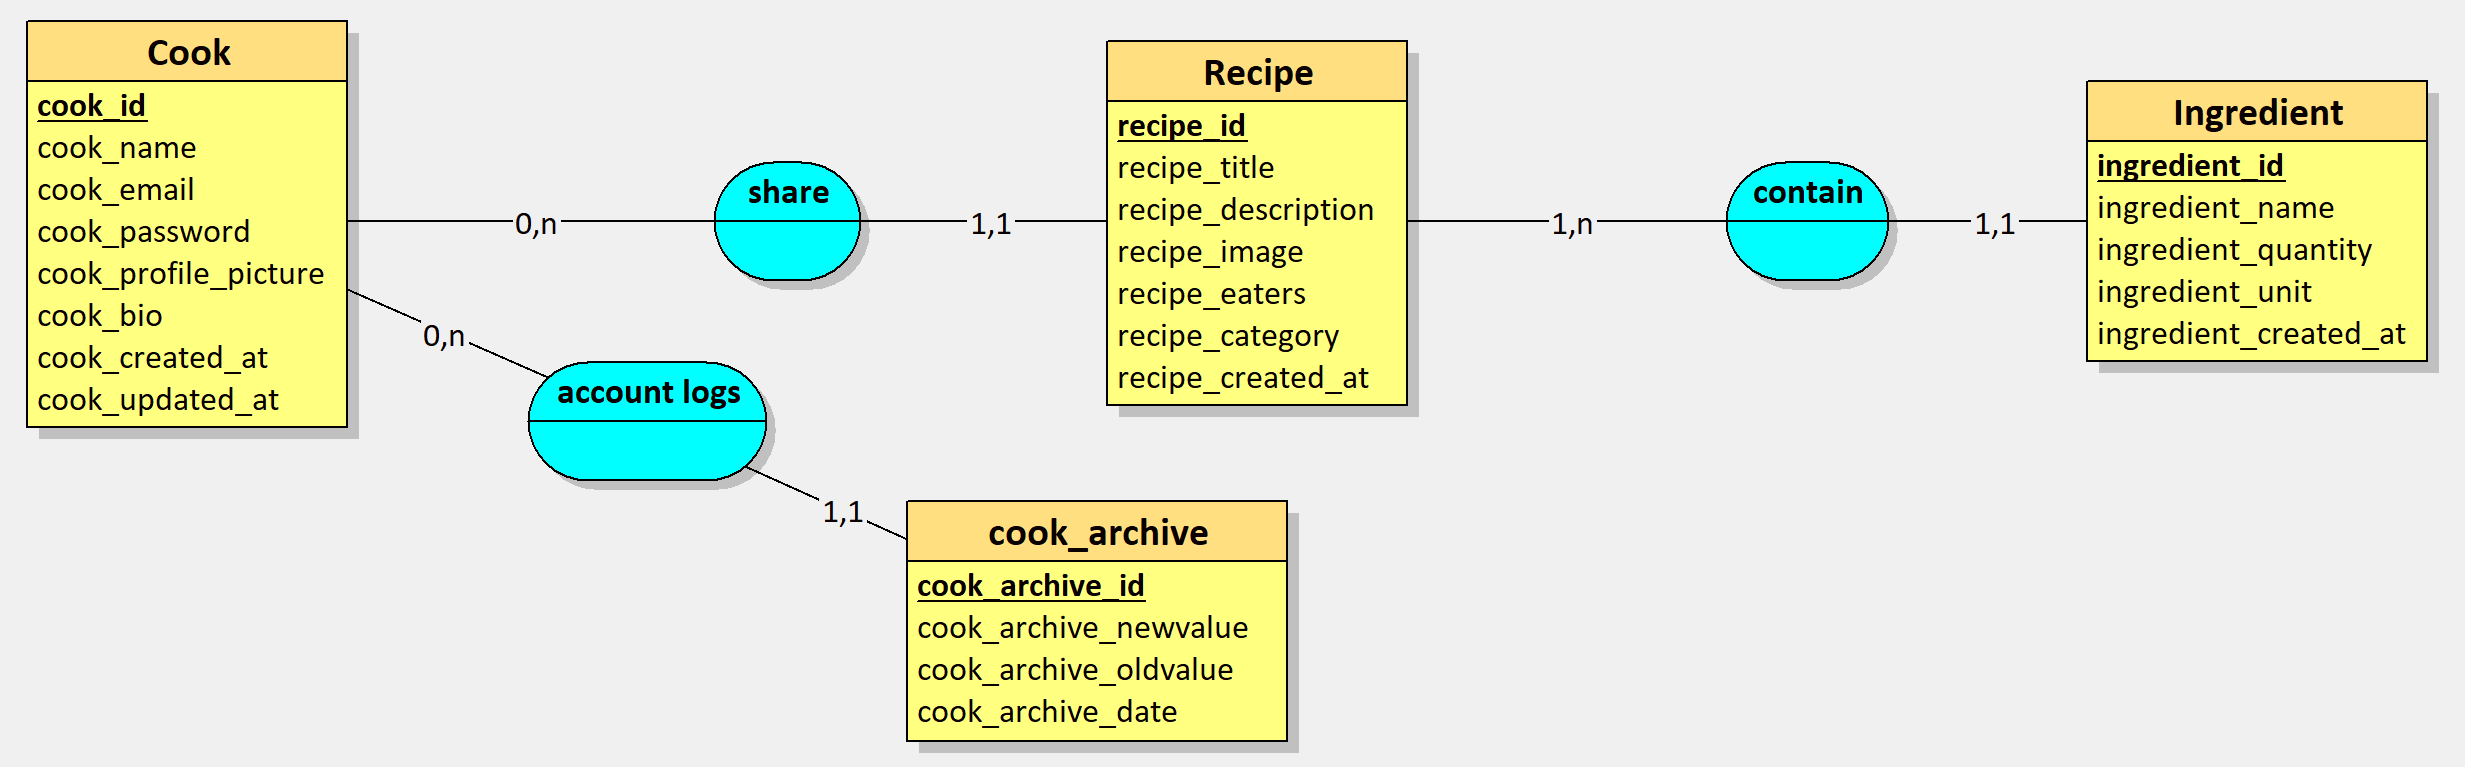 Cook
cook_id
cook_name
cook_email
cook_password
cook_profile_picture
cook_bio
cook_created_at
cook_updated_at
0,n
share
1,1
Recipe
recipe_id
recipe_title
recipe_description
recipe_image
recipe_eaters
recipe_category
recipe_created_at
1,n
contain
1,1
Ingredient
ingredient_id
ingredient_name
ingredient_quantity
ingredient_unit
ingredient_created_at
0,n
account logs
1,1
cook_archive
cook_archive_id
cook_archive_newvalue
cook_archive_oldvalue
cook_archive_date